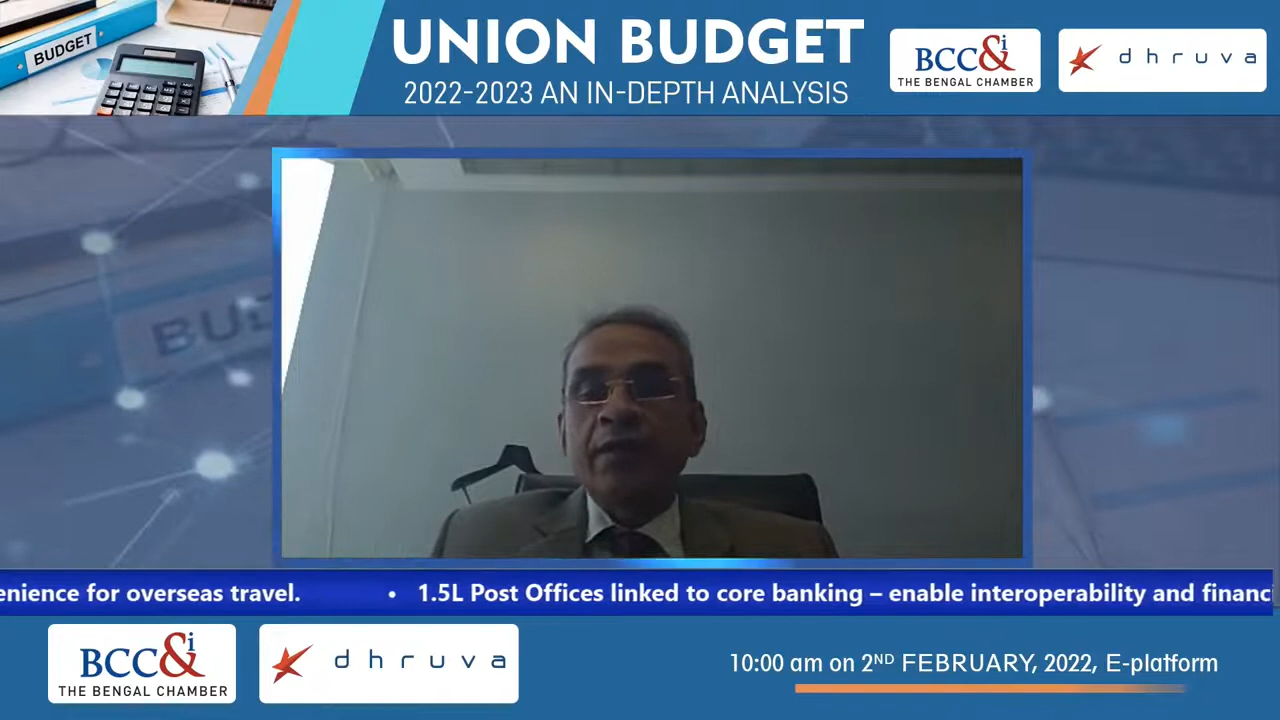 BUDGET
UNION BUDGET
2022-2023 AN IN-DEPTH ANALYSIS
BCC&i
THE BENGAL CHAMBER
dhruva
enience for overseas travel.
• 1.5L Post Offices linked to core banking – enable interoperability and financ
BCC&i
THE BENGAL CHAMBER
dhruva
10:00 am on 2ND FEBRUARY, 2022, E-platform